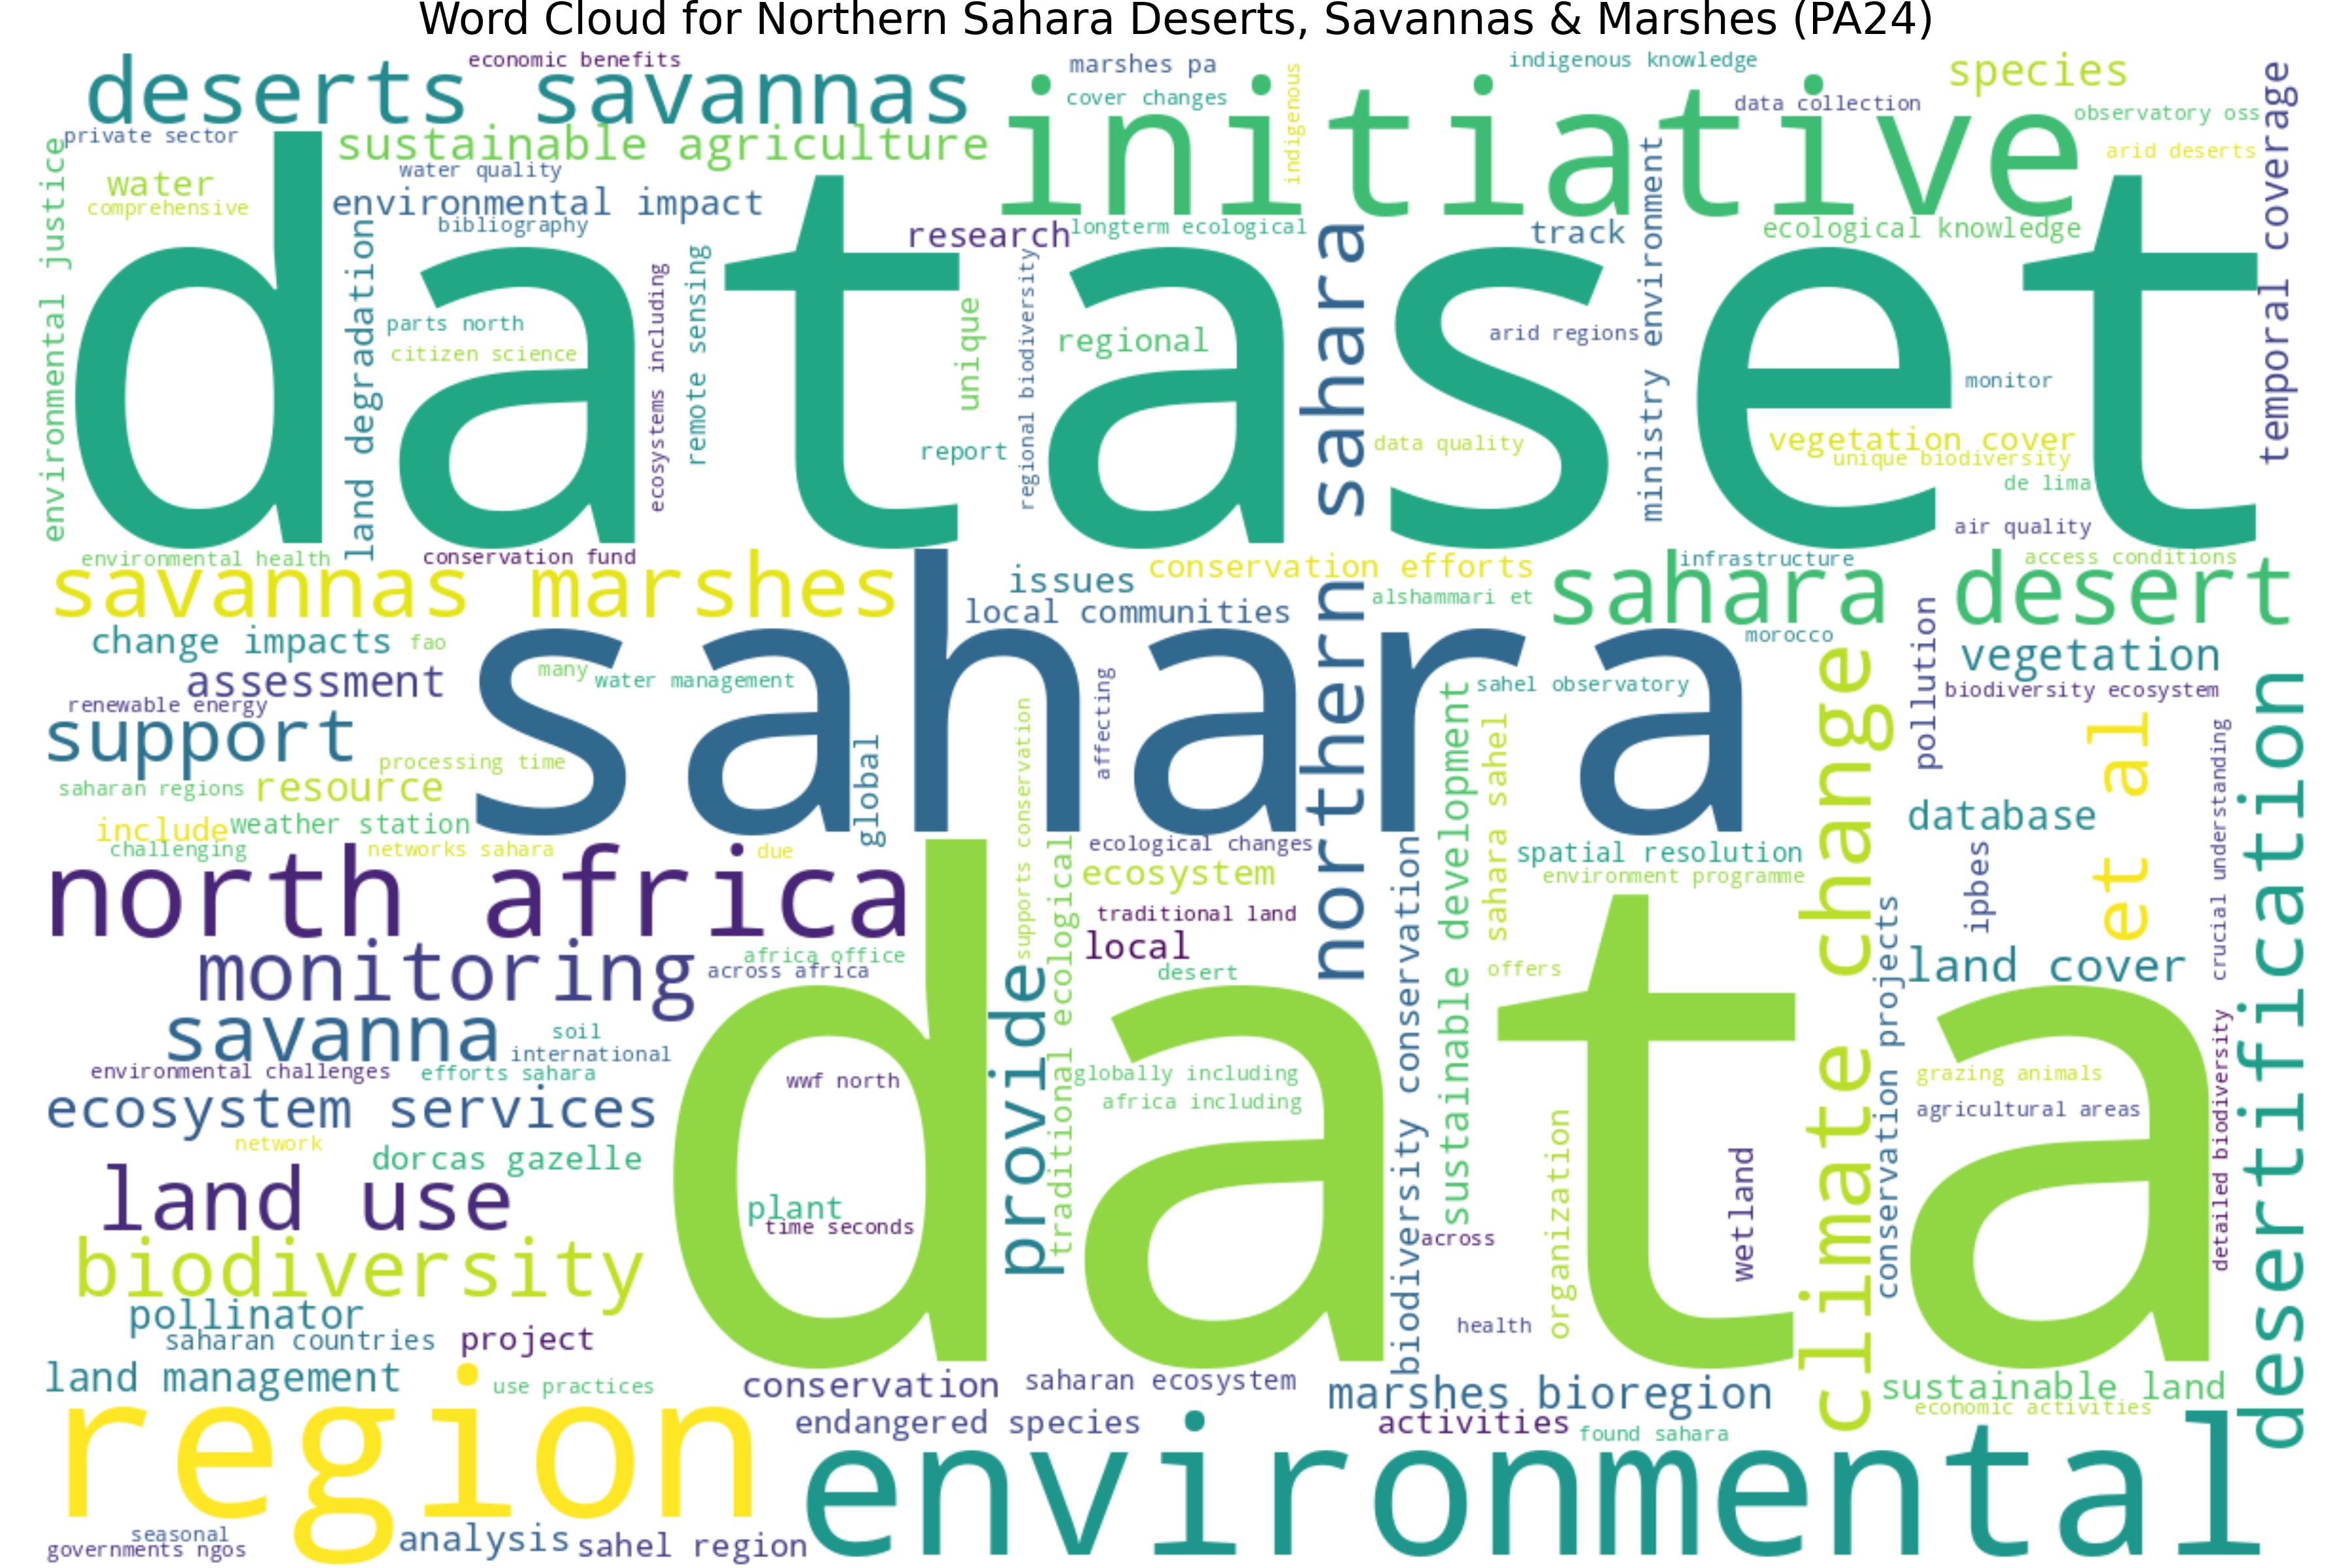 Word Cloud for Northern Sahara Deserts, Savannas & Marshes (PA24)
economic benefits
deserts savannas
private sector
sustainable agriculture
water
comprehensive
water quality
environmental impact
bibliography
environmental justice
land degradation
marshes pa
cover changes
indigenous
indigenous knowledge
initiative
data collection
species
observatory oss
arid deserts
temporal coverage
research
longterm ecological
track
ministry environment
ecological knowledge
dataset
parts north
citizen science
ecosystems including
remote sensing
unique
regional biodiversity
regional
report
northern sahara
arid regions
data quality
monitor
vegetation cover
unique biodiversity
de lima
air quality
environmental health
conservation fund
savannas marshes
issues
conservation efforts
local communities
alshammari et
infrastructure
access conditions
sahara desert
change impacts
fao
assessment
many
water management
renewable energy
support
sahara
affecting
sahel observatory
morocco
pollution
vegetation
biodiversity ecosystem
processing time
saharan regions
resource
global
supports conservation
sustainable development
sahara sahel
climate change
et al
crucial understanding
desertification
include
weather station
challenging
networks sahara
due
ecological changes
ecosystem
spatial resolution
environment programme
database
ipbes
north africa
traditional land
local
desert
offers
land cover
monitoring
africa office
across africa
provide
traditional ecological
biodiversity conservation
conservation projects
savanna
soil
international
environmental challenges
efforts sahara
ecosystem services
wwf north
globally including
africa including
data
grazing animals
agricultural areas
detailed biodiversity
network
dorcas gazelle
land use
plant
time seconds
across
organization
wetland
health
biodiversity
pollinator
saharan countries
project
land management
use practices
conservation
saharan ecosystem
marshes bioregion
sustainable land
economic activities
region
endangered species
activities
found sahara
environmental
seasonal
governments ngos
analysis
sahel region